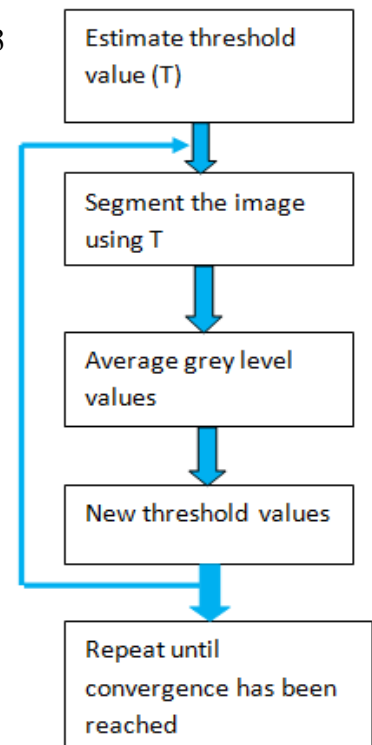 Estimate threshold
value (T)
Segment the image
using T
Average grey level
values
New threshold values
Repeat until
convergence has been
reached